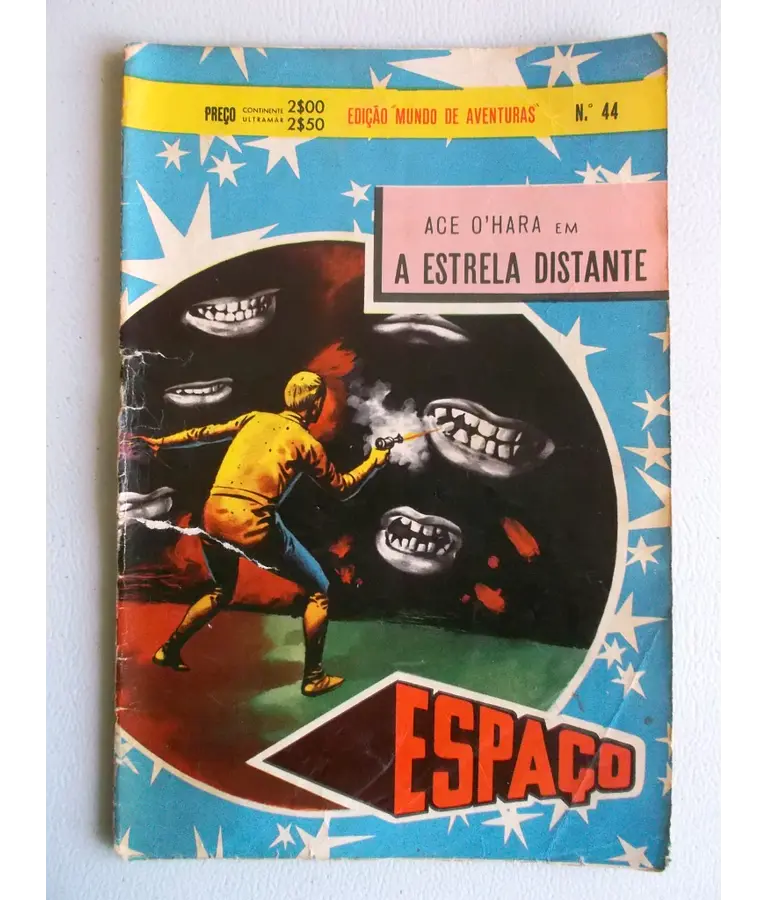 PREÇO CONTINENTE 2$00
ULTRAMAR 2$50
EDIÇÃO "MUNDO DE AVENTURAS"
N.° 44
ACE O'HARA EM
A ESTRELA DISTANTE
ESPAÇO